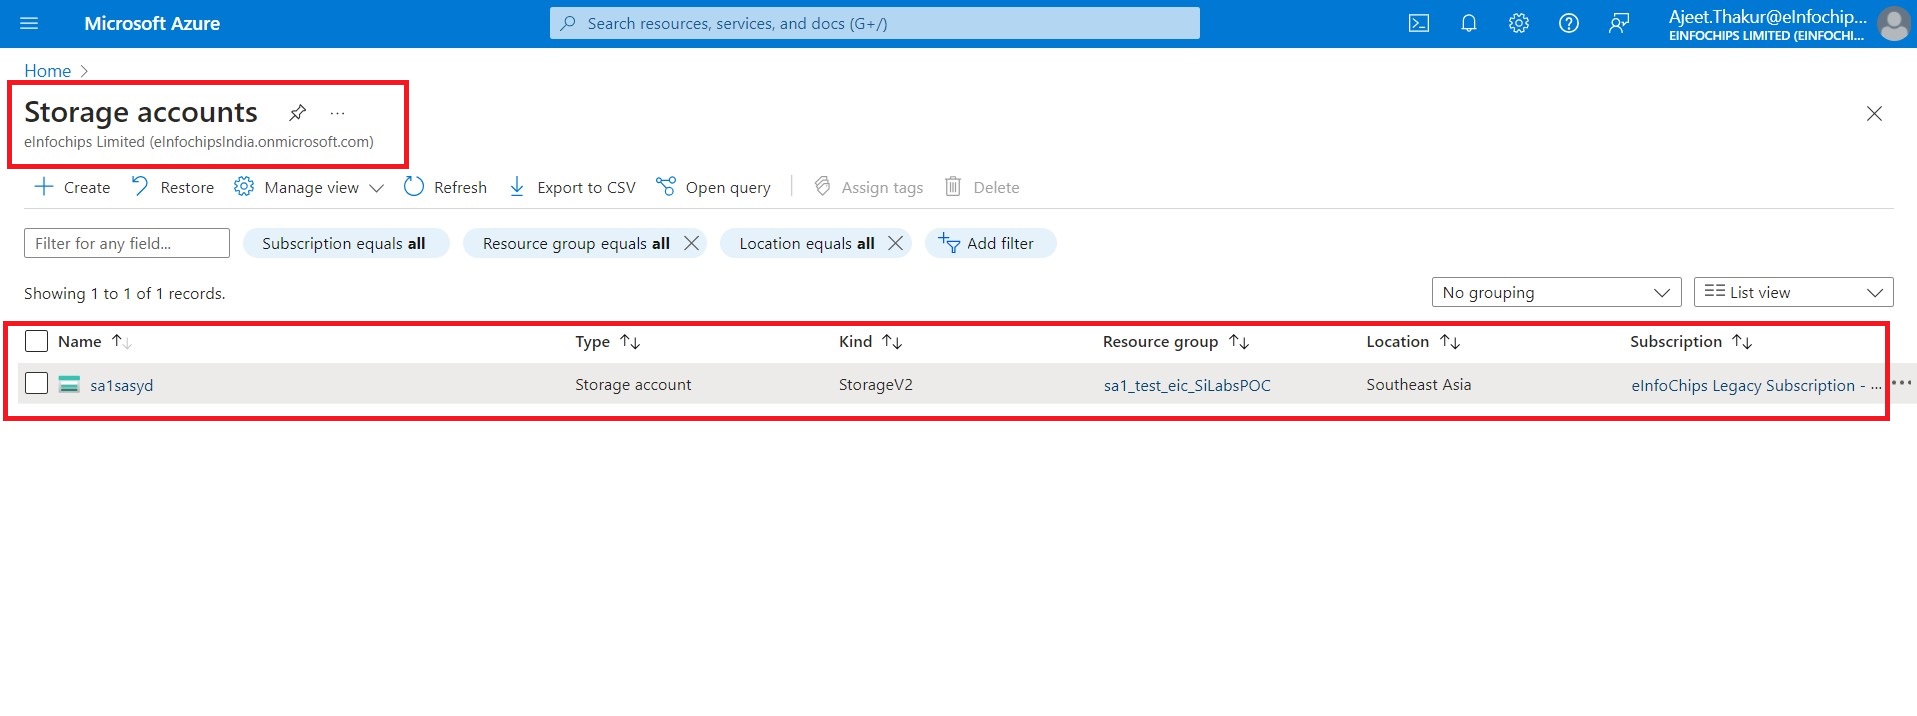 Microsoft Azure
Search resources, services, and docs (G+/)
Ajeet.Thakur@eInfochip...
EINFOCHIPS LIMITED (EINFOCHI...
Home
Storage accounts
...
eInfochips Limited (eInfochipsIndia.onmicrosoft.com)
Create Restore Manage view Refresh Export to CSV Open query Assign tags Delete
Filter for any field... Subscription equals all Resource group equals all Location equals all Add filter
Showing 1 to 1 of 1 records. No grouping List view
Name Type Kind Resource group Location Subscription
sa1sasyd Storage account StorageV2 sa1_test_eic_SiLabsPOC Southeast Asia eInfoChips Legacy Subscription - ... ...